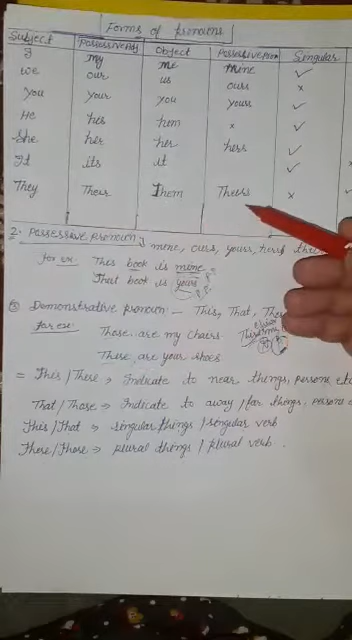 Forms of pronouns
Subject Possessive Adj Object Possessive Pron Singular
I my me mine ✓
We our us ours ×
You your you yours ✓
He his him × ✓
She her her hers ✓
It its it ×
They Their Them Theirs × ✓
2. Possessive pronoun, mine, ours, yours,
for ex: This book is mine
That book is yours
③ Demonstrative pronoun - This, That,
for ex Those are my chairs
These are your shoes
= This/These → Indicate to near things, persons etc
That/Those → Indicate to away/far things, persons
This/That → singular things/singular verb
These/Those → plural things/plural verb.